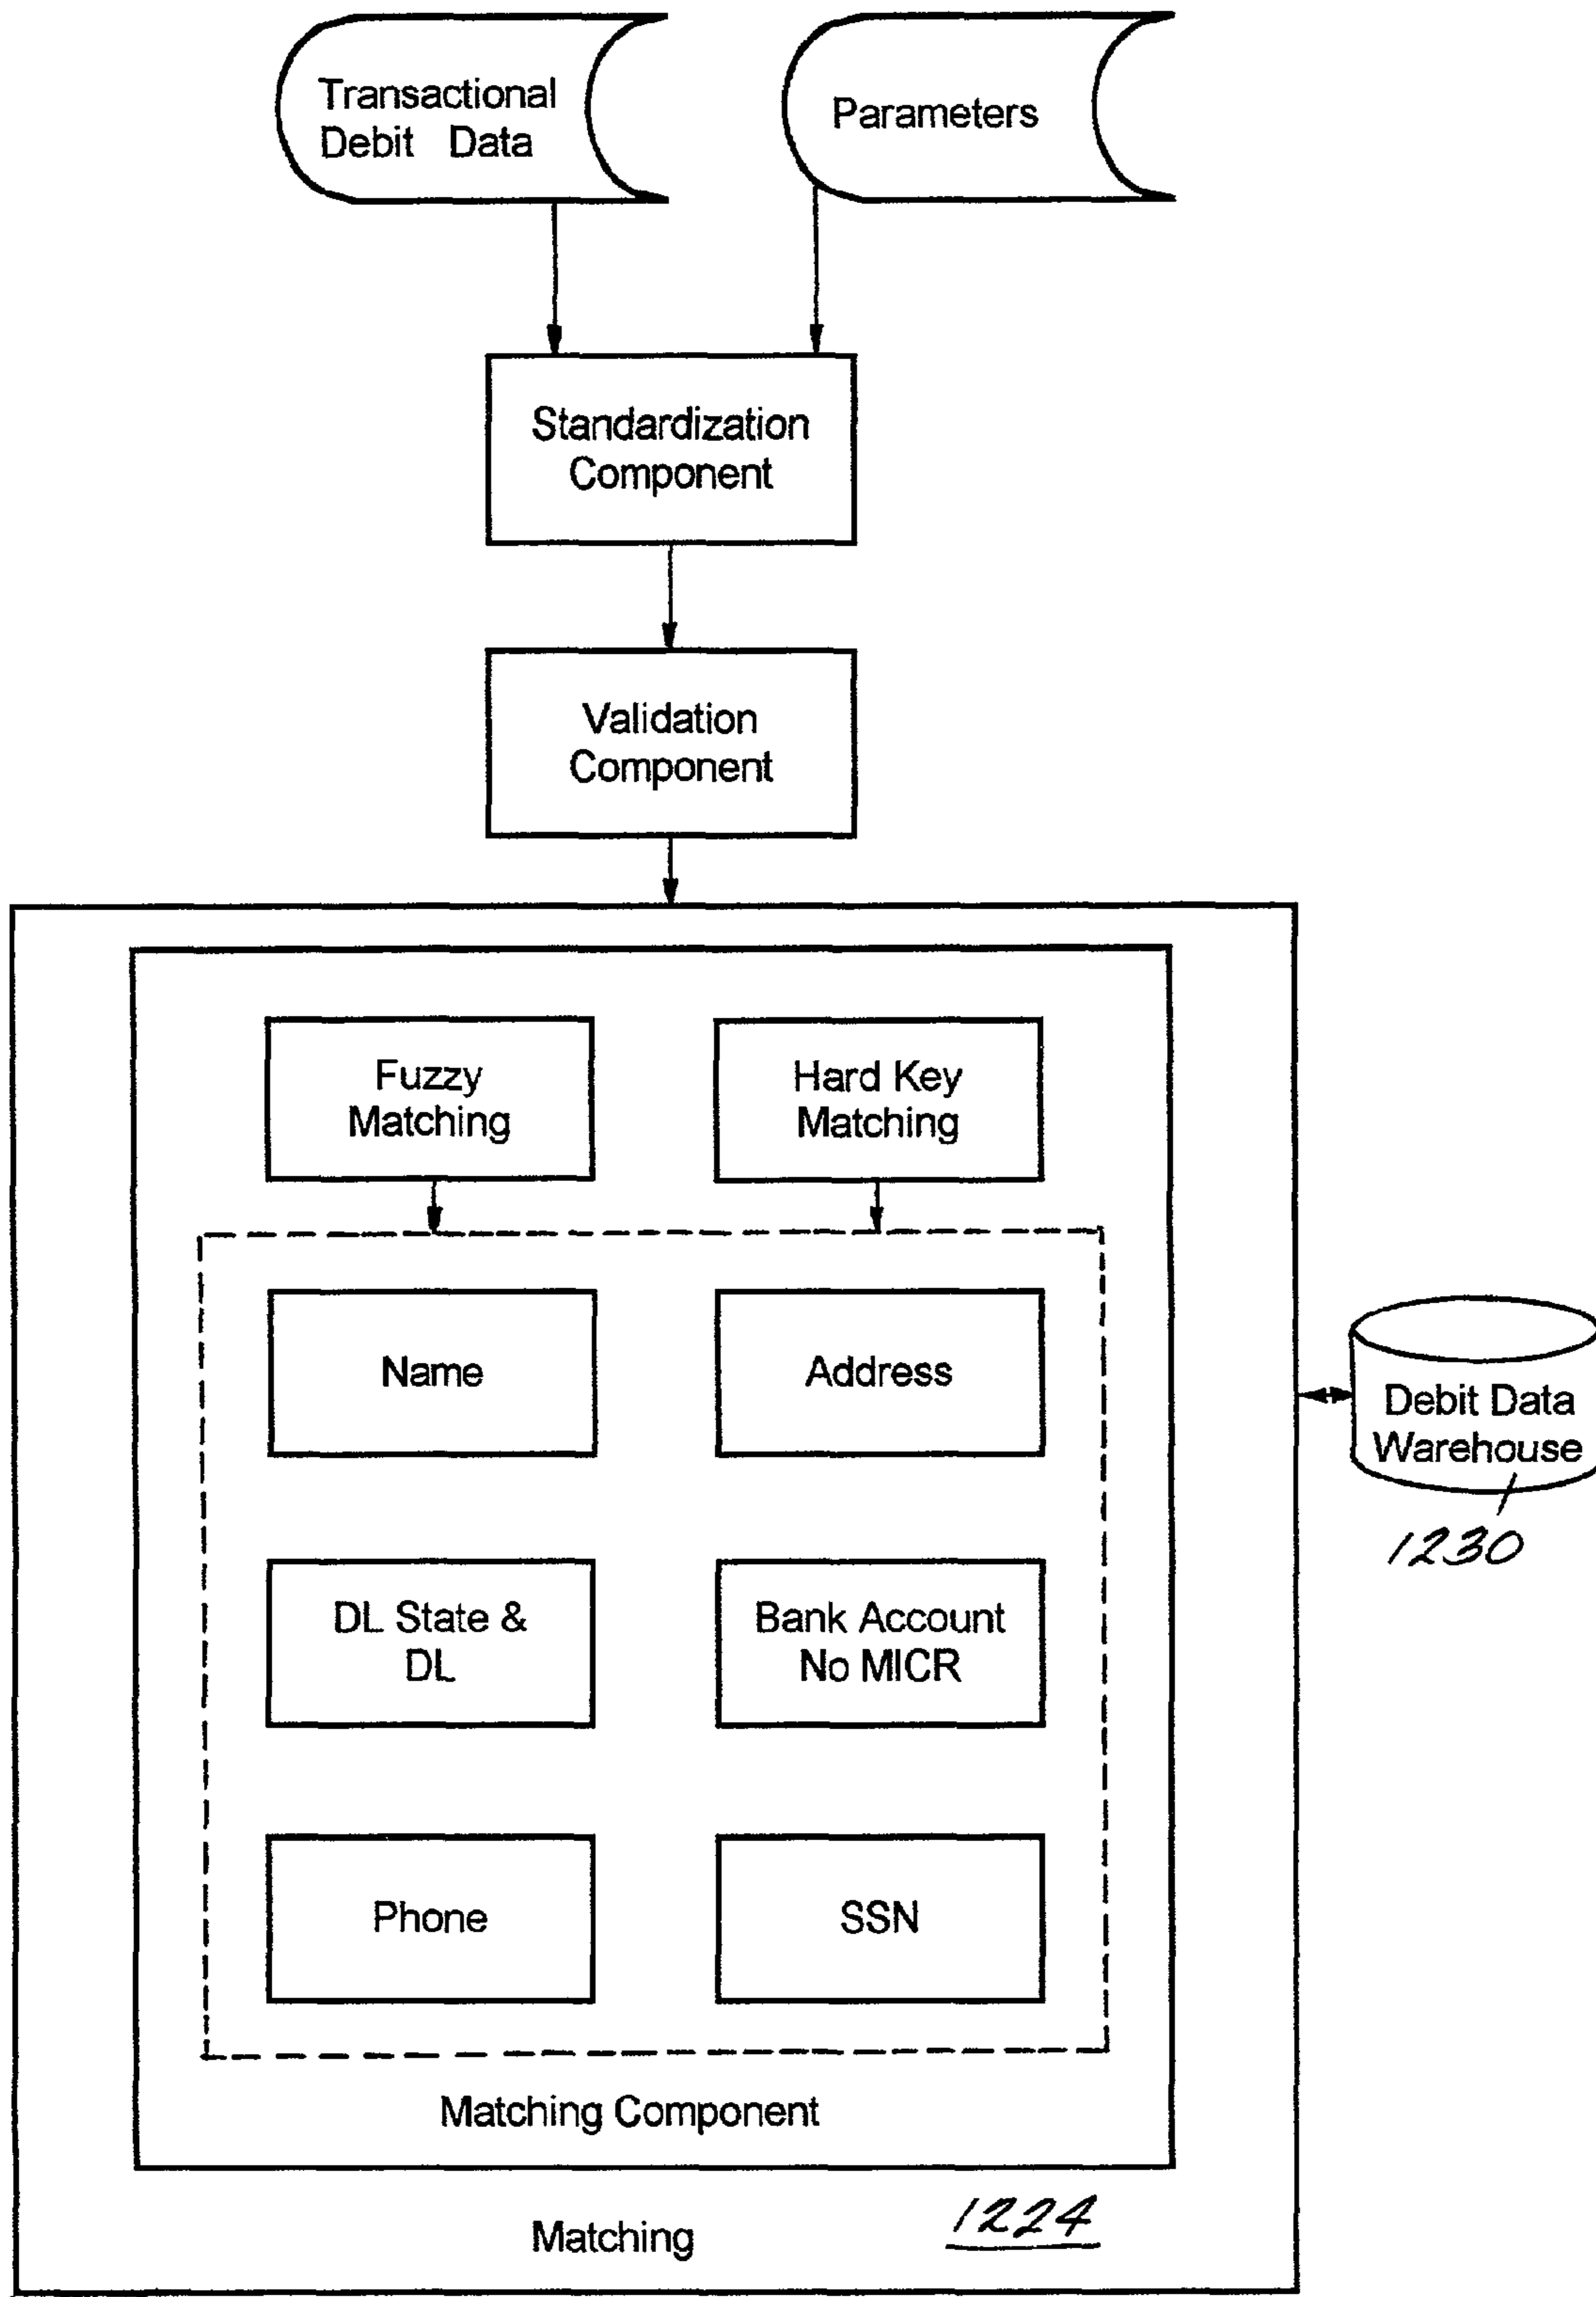 Transactional
Debit Data
Parameters
Standardization
Component
Validation
Component
Fuzzy
Matching
Hard Key
Matching
Name
Address
DL State &
DL
Bank Account
No MICR
Phone
SSN
Matching Component
Matching
1224
Debit Data
Warehouse
1230